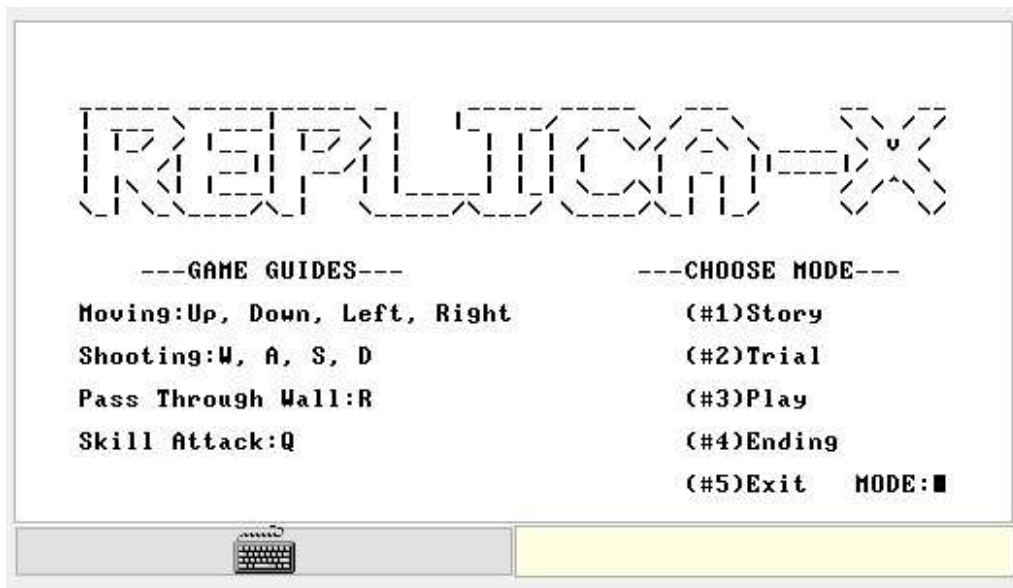 REPLICA-X
---GAME GUIDES---
Moving:Up, Down, Left, Right
Shooting:W, A, S, D
Pass Through Wall:R
Skill Attack:Q
---CHOOSE MODE---
(#1)Story
(#2)Trial
(#3)Play
(#4)Ending
(#5)Exit MODE: